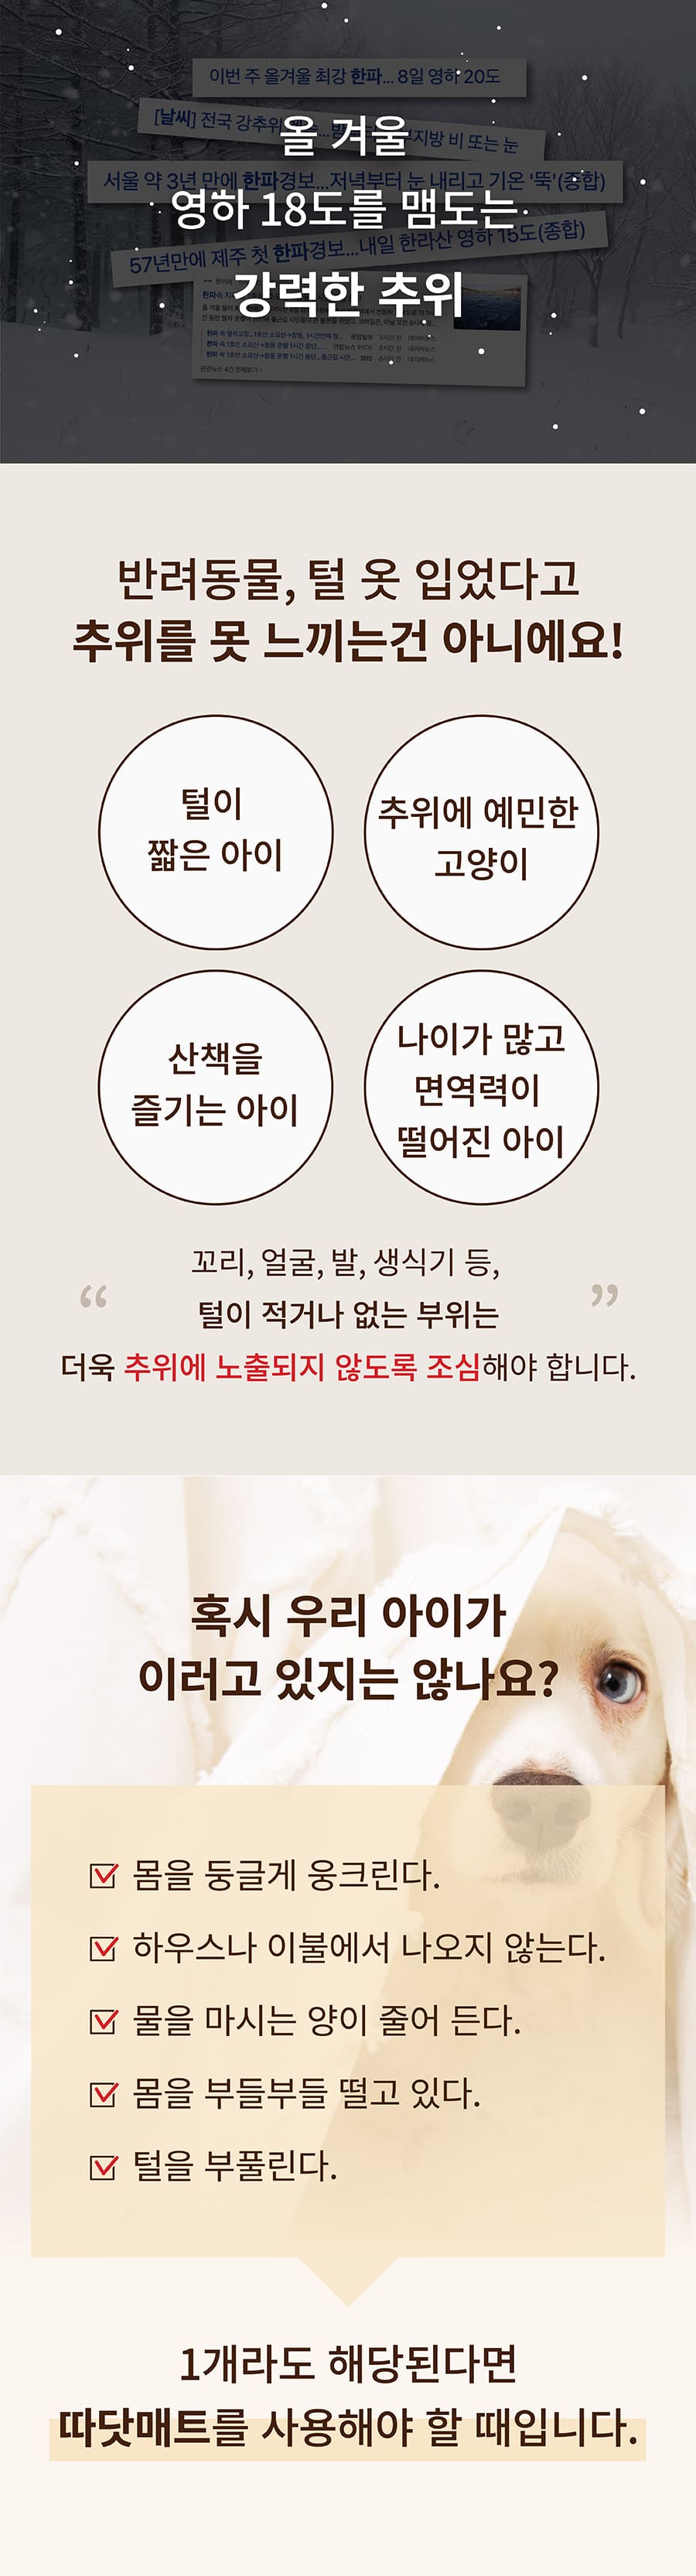 이번 주 올겨울 최강 한파... 8일 영하 20도
[날씨] 전국 강추위 지방 비 또는 눈
올 겨울
서울 약 3년 만에 한파경보...저녁부터 눈 내리고 기온 '뚝'(종합)
영하 18도를 맴도는
57년만에 제주 첫 한파경보...내일 한라산 영하 15도(종합)
강력한 추위
관련뉴스 4건 전체보기 >
반려동물, 털 옷 입었다고
추위를 못 느끼는건 아니에요!
털이
짧은 아이
추위에 예민한
고양이
산책을
즐기는 아이
나이가 많고
면역력이
떨어진 아이
“ 꼬리, 얼굴, 발, 생식기 등, ”
털이 적거나 없는 부위는
더욱 추위에 노출되지 않도록 조심해야 합니다.
혹시 우리 아이가
이러고 있지는 않나요?
몸을 둥글게 웅크린다.
하우스나 이불에서 나오지 않는다.
물을 마시는 양이 줄어 든다.
몸을 부들부들 떨고 있다.
털을 부풀린다.
1개라도 해당된다면
따닷매트를 사용해야 할 때입니다.